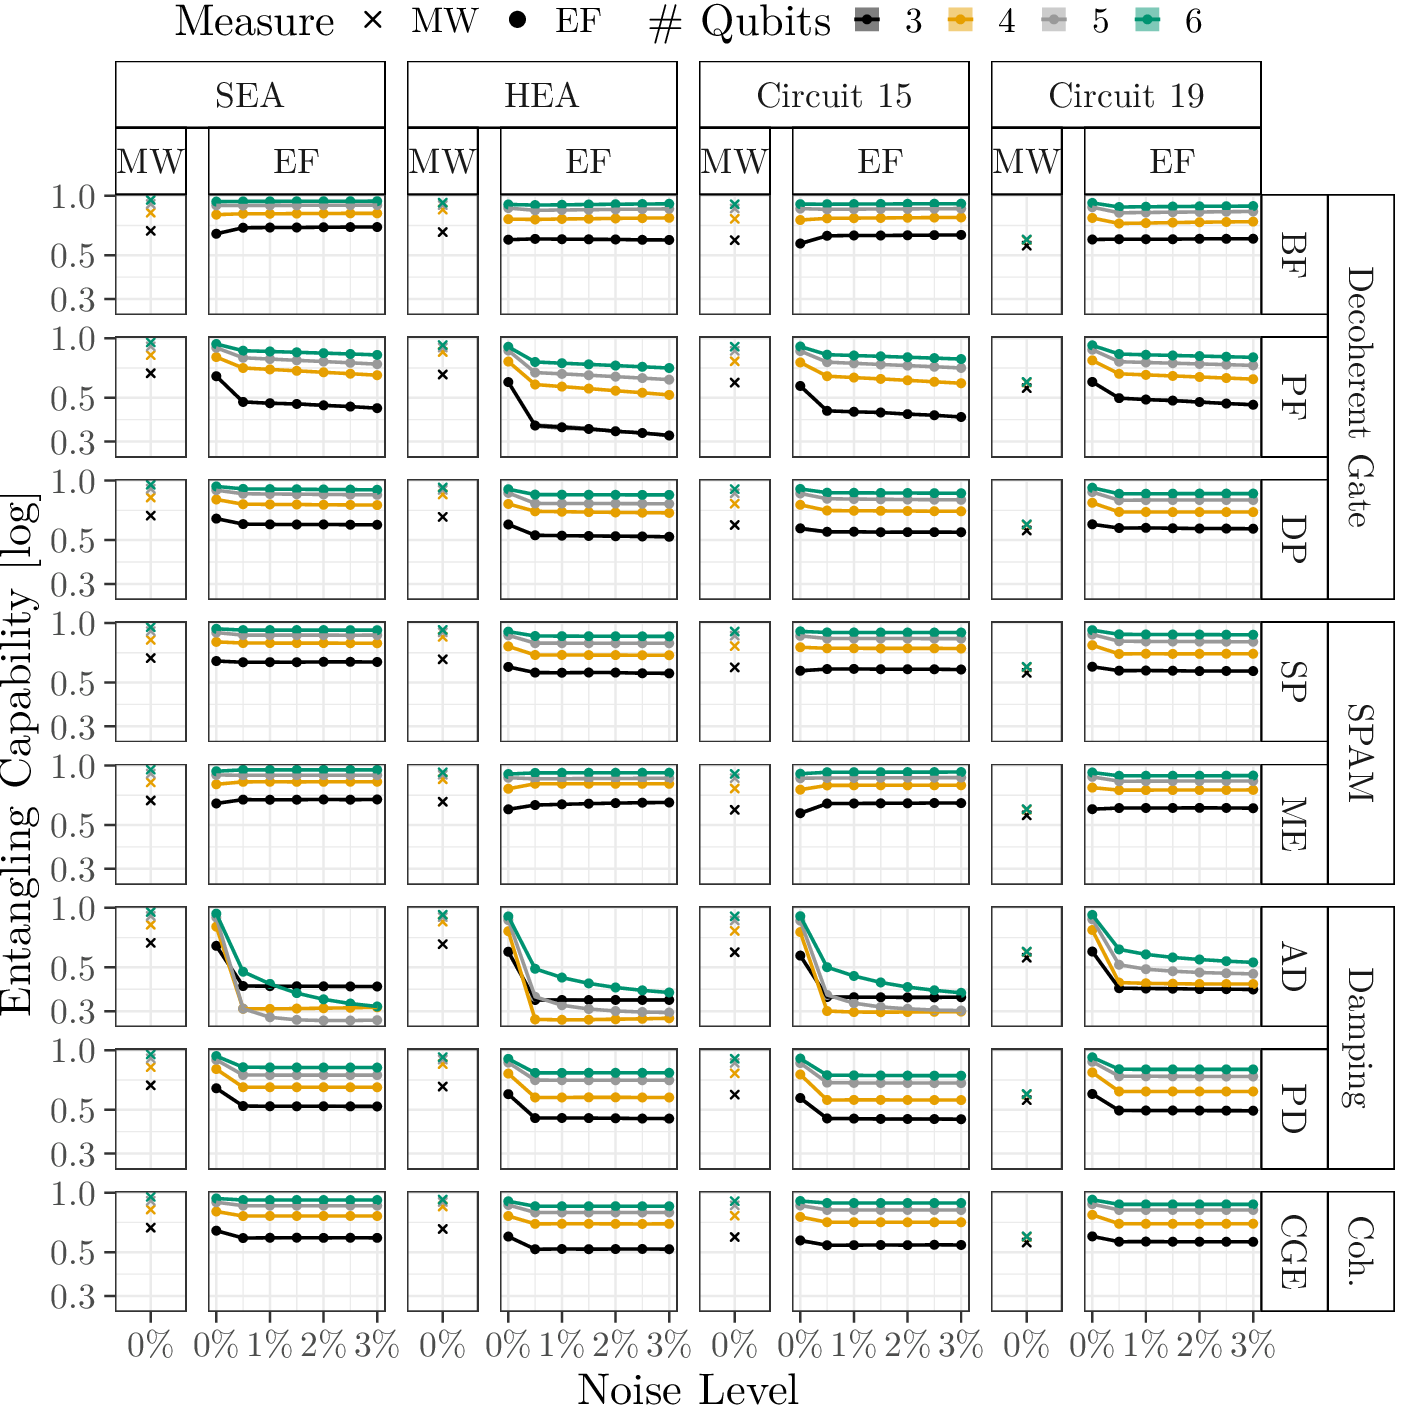 Measure MW EF # Qubits 3 4 5 6
SEA HEA Circuit 15 Circuit 19
MW EF MW EF MW EF MW EF
Entangling Capability [log]
1.0
0.5
0.3
BF
1.0
0.5
0.3
PF
1.0
0.5
0.3
DP
Decoherent Gate
1.0
0.5
0.3
SP
1.0
0.5
0.3
ME
SPAM
1.0
0.5
0.3
AD
1.0
0.5
0.3
PD
Damping
1.0
0.5
0.3
CGE
Coh.
0% 0% 1% 2% 3% 0% 0% 1% 2% 3% 0% 0% 1% 2% 3% 0% 0% 1% 2% 3%
Noise Level